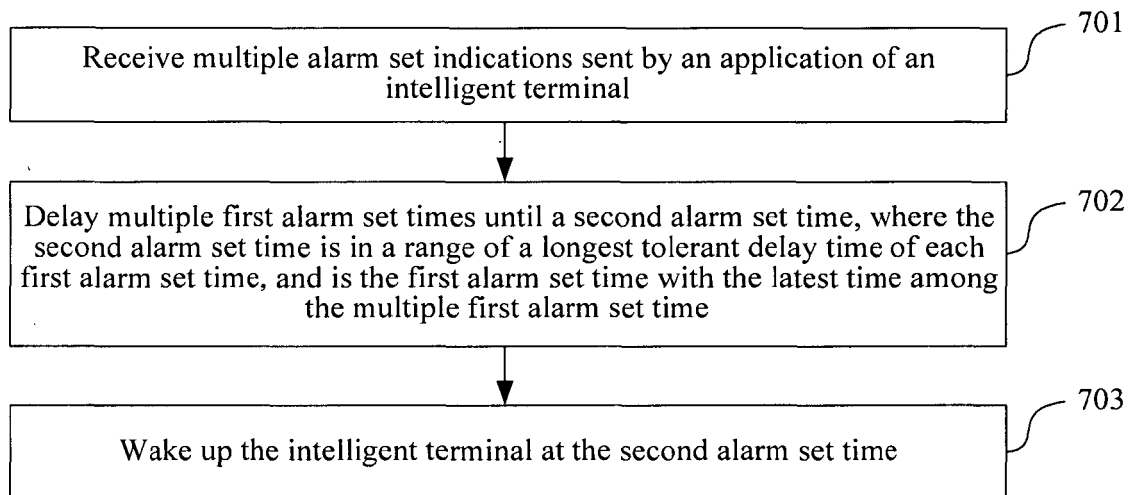 701
Receive multiple alarm set indications sent by an application of an
intelligent terminal
702
Delay multiple first alarm set times until a second alarm set time, where the
second alarm set time is in a range of a longest tolerant delay time of each
first alarm set time, and is the first alarm set time with the latest time among
the multiple first alarm set time
703
Wake up the intelligent terminal at the second alarm set time